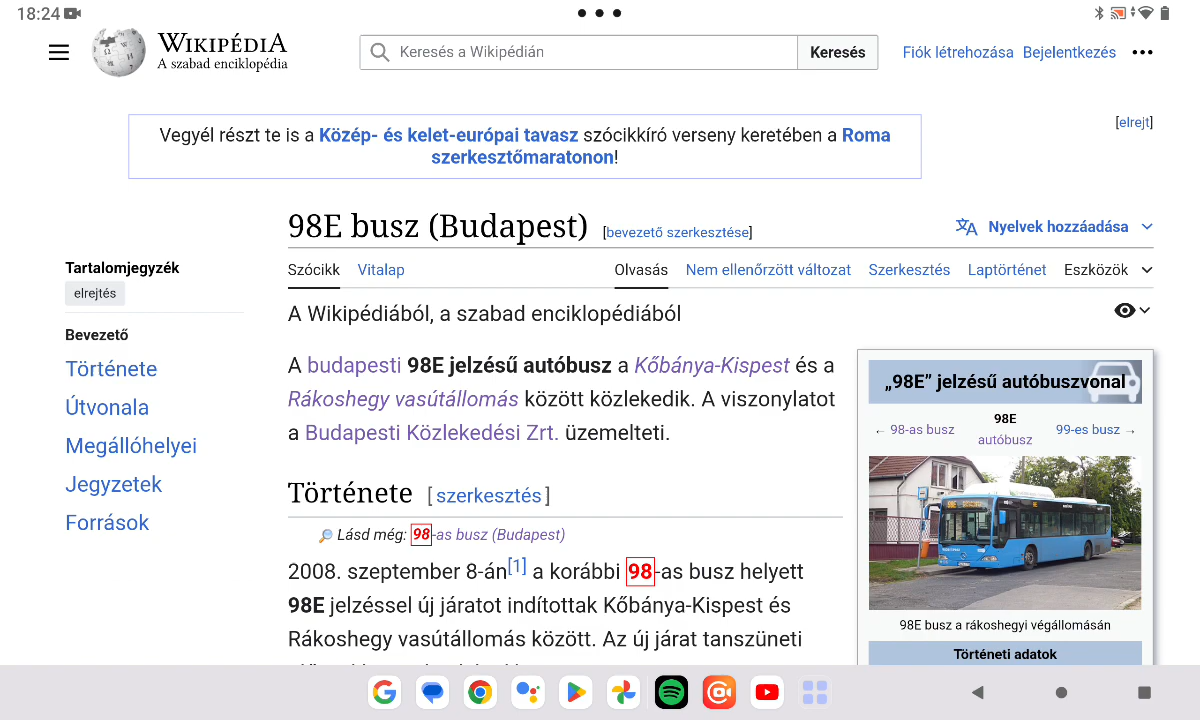 18:24
WIKIPÉDIA
A szabad enciklopédia
Keresés a Wikipédián
Keresés
Fiók létrehozása Bejelentkezés
Vegyél részt te is a Közép- és kelet-európai tavasz szócikkíró verseny keretében a Roma
szerkesztőmaratonon!
[elrejt]
98E busz (Budapest) [bevezető szerkesztése]
Nyelvek hozzáadása
Tartalomjegyzék
elrejtés
Bevezető
Története
Útvonala
Megállóhelyei
Jegyzetek
Források
Szócikk Vitalap Olvasás Nem ellenőrzött változat Szerkesztés Laptörténet Eszközök
A Wikipédiából, a szabad enciklopédiából
A budapesti 98E jelzésű autóbusz a Kőbánya-Kispest és a
Rákoshegy vasútállomás között közlekedik. A viszonylatot
a Budapesti Közlekedési Zrt. üzemelteti.
Története [szerkesztés]
Lásd még: 98-as busz (Budapest)
2008. szeptember 8-án[1] a korábbi 98-as busz helyett
98E jelzéssel új járatot indítottak Kőbánya-Kispest és
Rákoshegy vasútállomás között. Az új járat tanszüneti
„98E” jelzésű autóbuszvonal
← 98-as busz
98E
autóbusz
99-es busz →
98E busz a rákoshegyi végállomásán
Történeti adatok